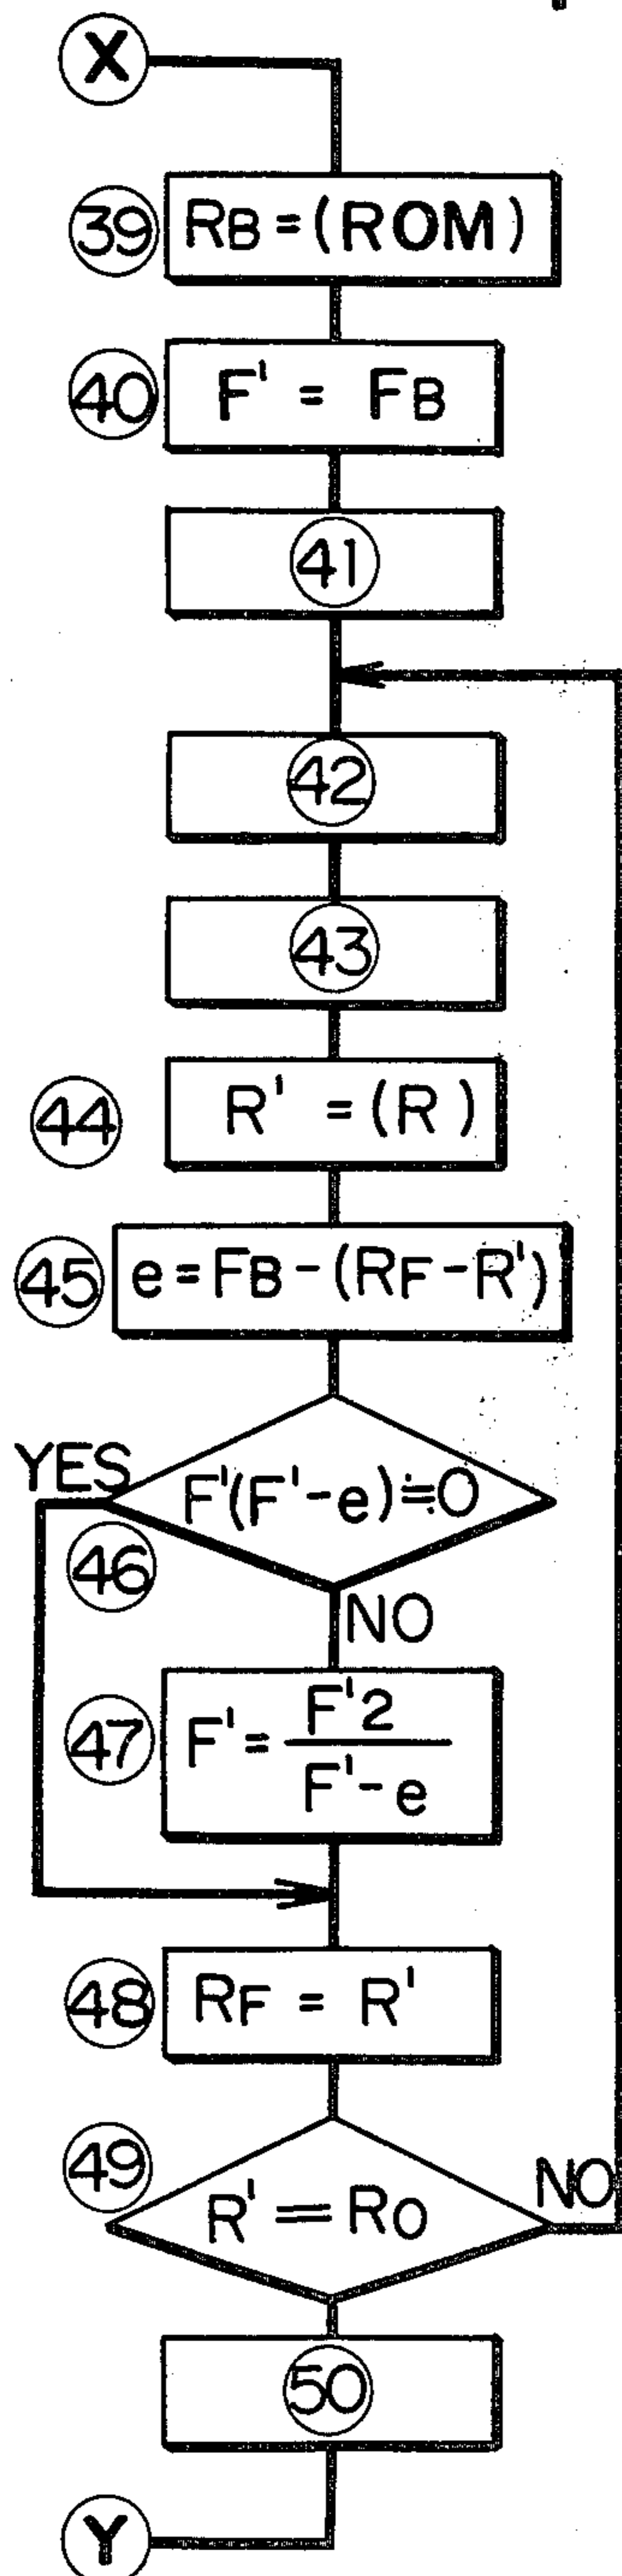 X
39 RB = (ROM)
40 F' = FB
41
42
43
44 R' = (R)
45 e = FB - (RF - R')
YES
F'(F' - e) ≒ 0
46
NO
47 F' = F'2 / F' - e
48 RF = R'
49
R' = RO
NO
50
Y